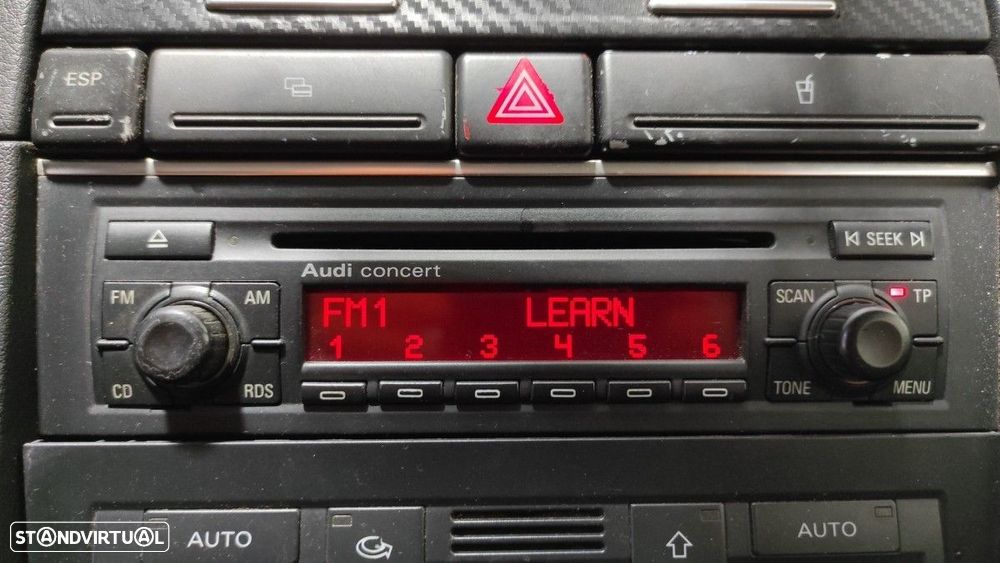 ESP
SEEK
Audi concert
FM AM
SCAN TP
FM1 LEARN
1 2 3 4 5 6
CD RDS
TONE MENU
AUTO AUTO
STANDVIRTUAL